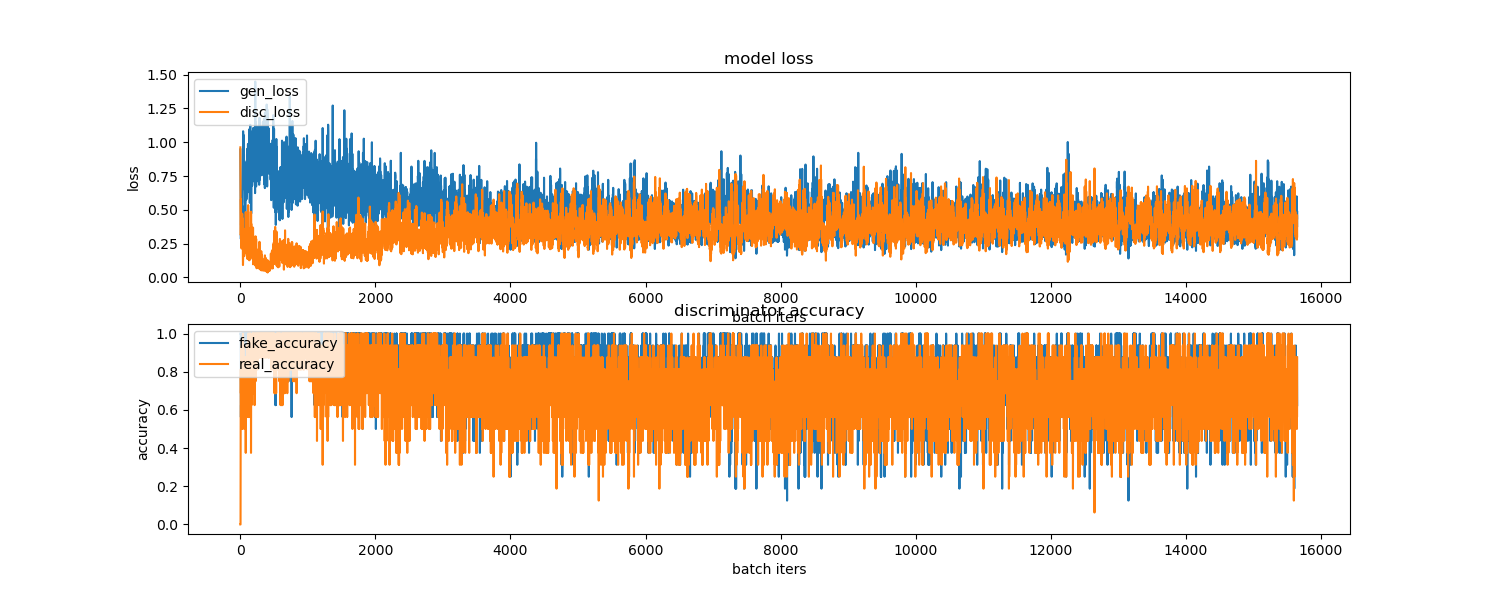 model loss
1.50
1.25
1.00
0.75
0.50
0.25
0.00
loss
gen_loss
disc_loss
0 2000 4000 6000 8000 10000 12000 14000 16000
batch iters
discriminator accuracy
1.0
0.8
0.6
0.4
0.2
0.0
accuracy
fake_accuracy
real_accuracy
0 2000 4000 6000 8000 10000 12000 14000 16000
batch iters